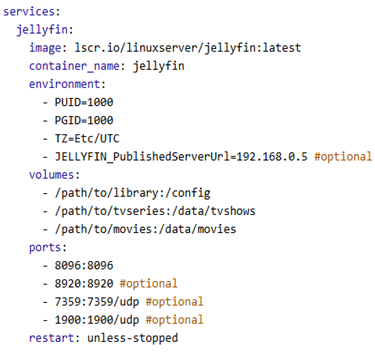 services:
  jellyfin:
    image: lscr.io/linuxserver/jellyfin:latest
    container_name: jellyfin
    environment:
      - PUID=1000
      - PGID=1000
      - TZ=Etc/UTC
      - JELLYFIN_PublishedServerUrl=192.168.0.5 #optional
    volumes:
      - /path/to/library:/config
      - /path/to/tvseries:/data/tvshows
      - /path/to/movies:/data/movies
    ports:
      - 8096:8096
      - 8920:8920 #optional
      - 7359:7359/udp #optional
      - 1900:1900/udp #optional
    restart: unless-stopped